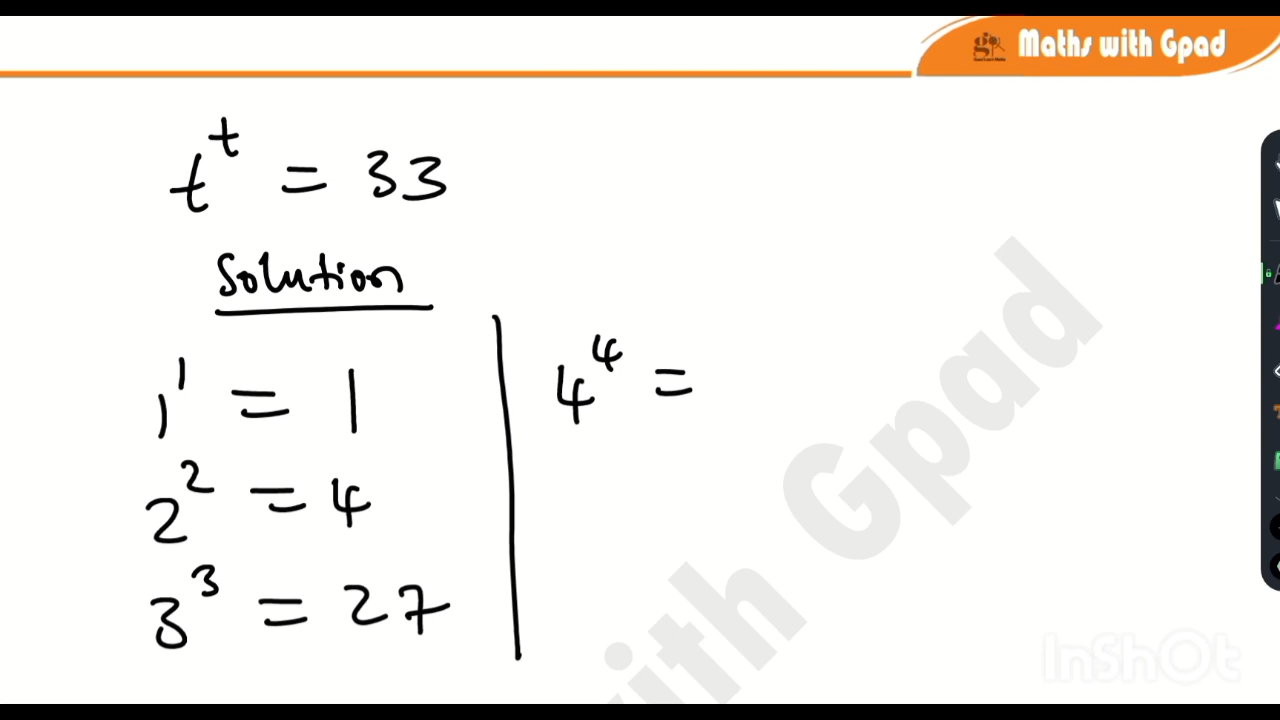 Maths with Gpad
t^t = 33
Solution
1^1 = 1
2^2 = 4
3^3 = 27
4^4 =
with Gpad
InShOt